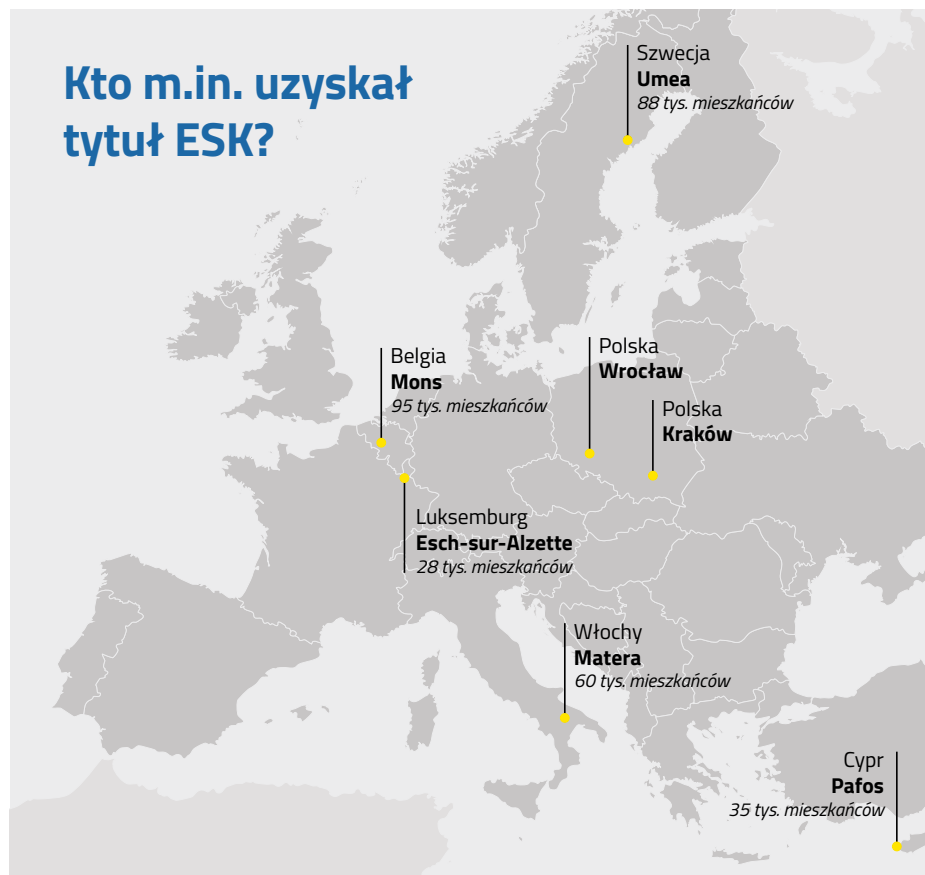 Kto m.in. uzyskał
tytuł ESK?
Szwecja
Umea
88 tys. mieszkańców
Belgia
Mons
95 tys. mieszkańców
Polska
Wrocław
Polska
Kraków
Luksemburg
Esch-sur-Alzette
28 tys. mieszkańców
Włochy
Matera
60 tys. mieszkańców
Cypr
Pafos
35 tys. mieszkańców